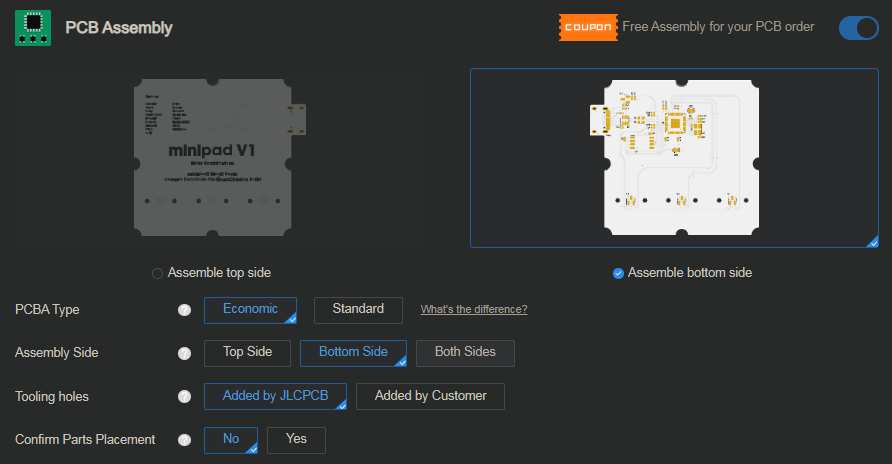 PCB Assembly
COUPON Free Assembly for your PCB order
minipad V1
Assemble top side
Assemble bottom side
PCBA Type ? Economic Standard What's the difference?
Assembly Side ? Top Side Bottom Side Both Sides
Tooling holes ? Added by JLCPCB Added by Customer
Confirm Parts Placement ? No Yes